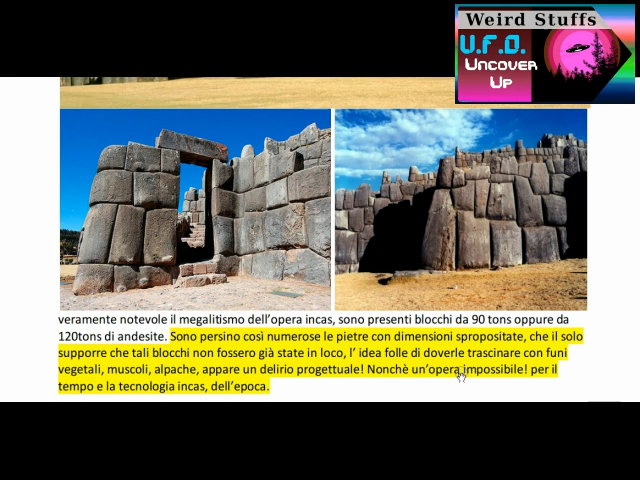 Weird Stuffs
U.F.O.
Uncover
Up
veramente notevole il megalitismo dell'opera incas, sono presenti blocchi da 90 tons oppure da
120tons di andesite. Sono persino così numerose le pietre con dimensioni spropositate, che il solo
supporre che tali blocchi non fossero già state in loco, l' idea folle di doverle trascinare con funi
vegetali, muscoli, alpache, appare un delirio progettuale! Nonchè un'opera impossibile! per il
tempo e la tecnologia incas, dell'epoca.